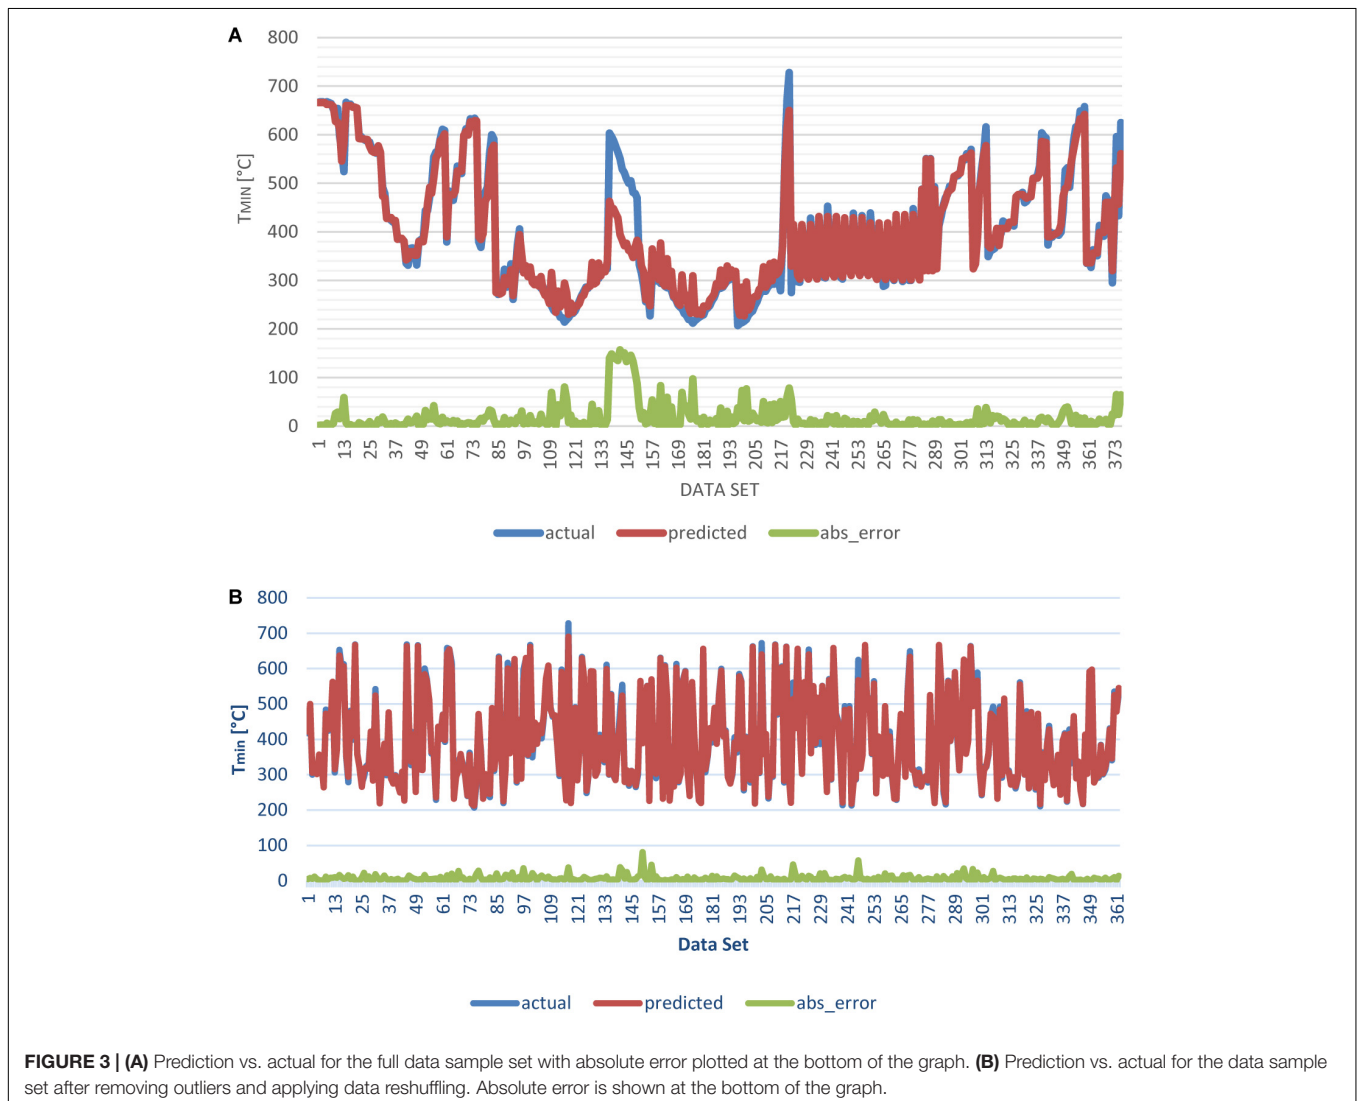 A
800
700
600
500
400
300
200
100
0
TMIN [°C]
1 13 25 37 49 61 73 85 97 109 121 133 145 157 169 181 193 205 217 229 241 253 265 277 289 301 313 325 337 349 361 373
DATA SET
actual predicted abs_error
B
800
700
600
500
400
300
200
100
0
Tmin [°C]
1 13 25 37 49 61 73 85 97 109 121 133 145 157 169 181 193 205 217 229 241 253 265 277 289 301 313 325 337 349 361
Data Set
actual predicted abs_error
FIGURE 3 | (A) Prediction vs. actual for the full data sample set with absolute error plotted at the bottom of the graph. (B) Prediction vs. actual for the data sample
set after removing outliers and applying data reshuffling. Absolute error is shown at the bottom of the graph.